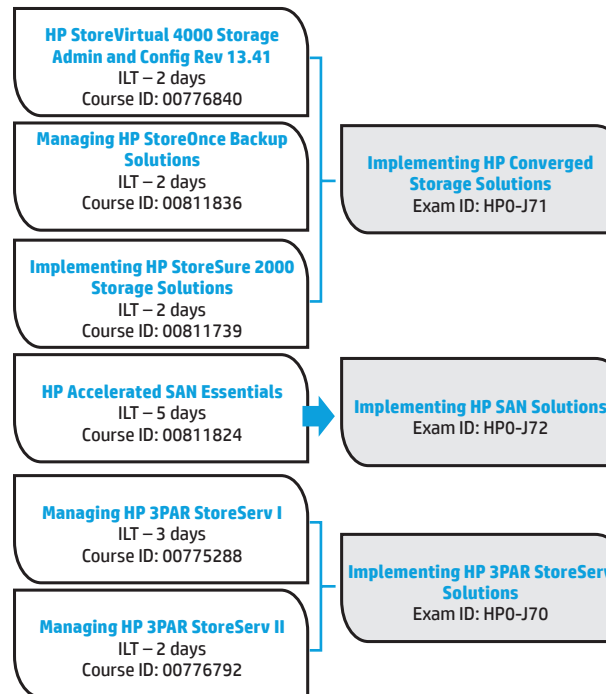 HP StoreVirtual 4000 Storage
Admin and Config Rev 13.41
ILT – 2 days
Course ID: 00776840
Managing HP StoreOnce Backup
Solutions
ILT – 2 days
Course ID: 00811836
Implementing HP StoreSure 2000
Storage Solutions
ILT – 2 days
Course ID: 00811739
Implementing HP Converged
Storage Solutions
Exam ID: HP0-J71
HP Accelerated SAN Essentials
ILT – 5 days
Course ID: 00811824
Implementing HP SAN Solutions
Exam ID: HP0-J72
Managing HP 3PAR StoreServ I
ILT – 3 days
Course ID: 00775288
Managing HP 3PAR StoreServ II
ILT – 2 days
Course ID: 00776792
Implementing HP 3PAR StoreServ
Solutions
Exam ID: HP0-J70